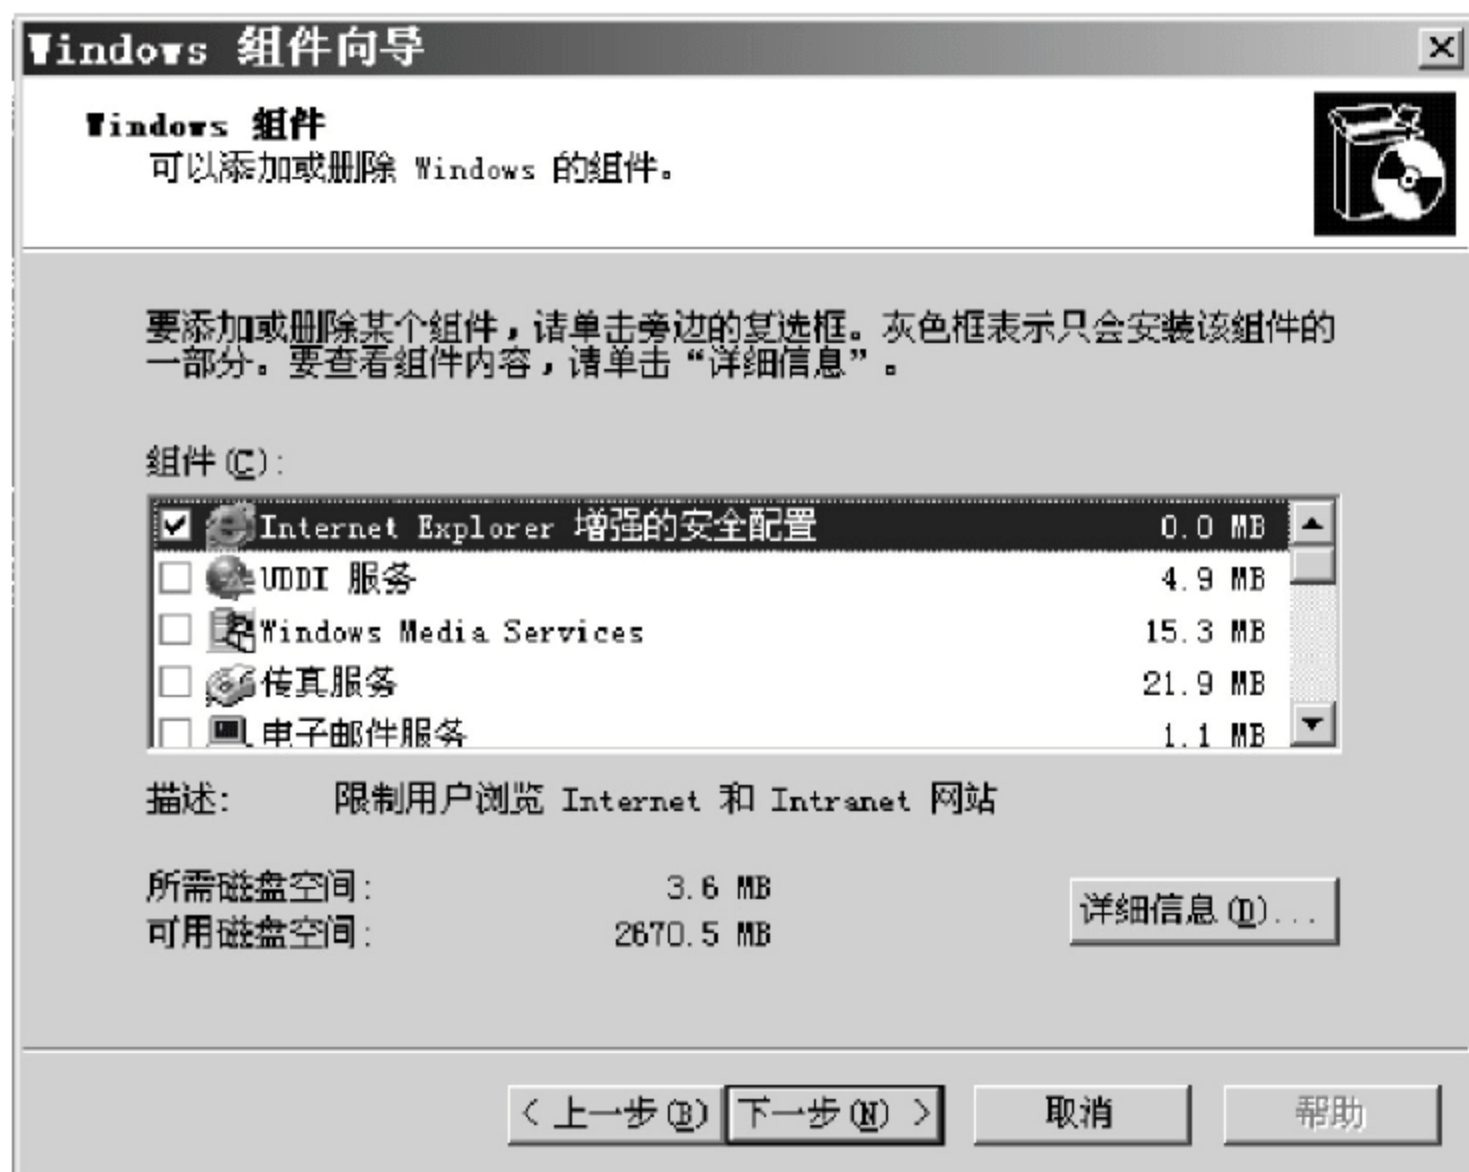 Windows 组件向导
Windows 组件
可以添加或删除 Windows 的组件。
要添加或删除某个组件，请单击旁边的复选框。灰色框表示只会安装该组件的
一部分。要查看组件内容，请单击“详细信息”。
组件(C):
Internet Explorer 增强的安全配置 0.0 MB
UDDI 服务 4.9 MB
Windows Media Services 15.3 MB
传真服务 21.9 MB
电子邮件服务 1.1 MB
描述: 限制用户浏览 Internet 和 Intranet 网站
所需磁盘空间: 3.6 MB
可用磁盘空间: 2670.5 MB
详细信息(D)...
< 上一步(B) 下一步(N) > 取消 帮助